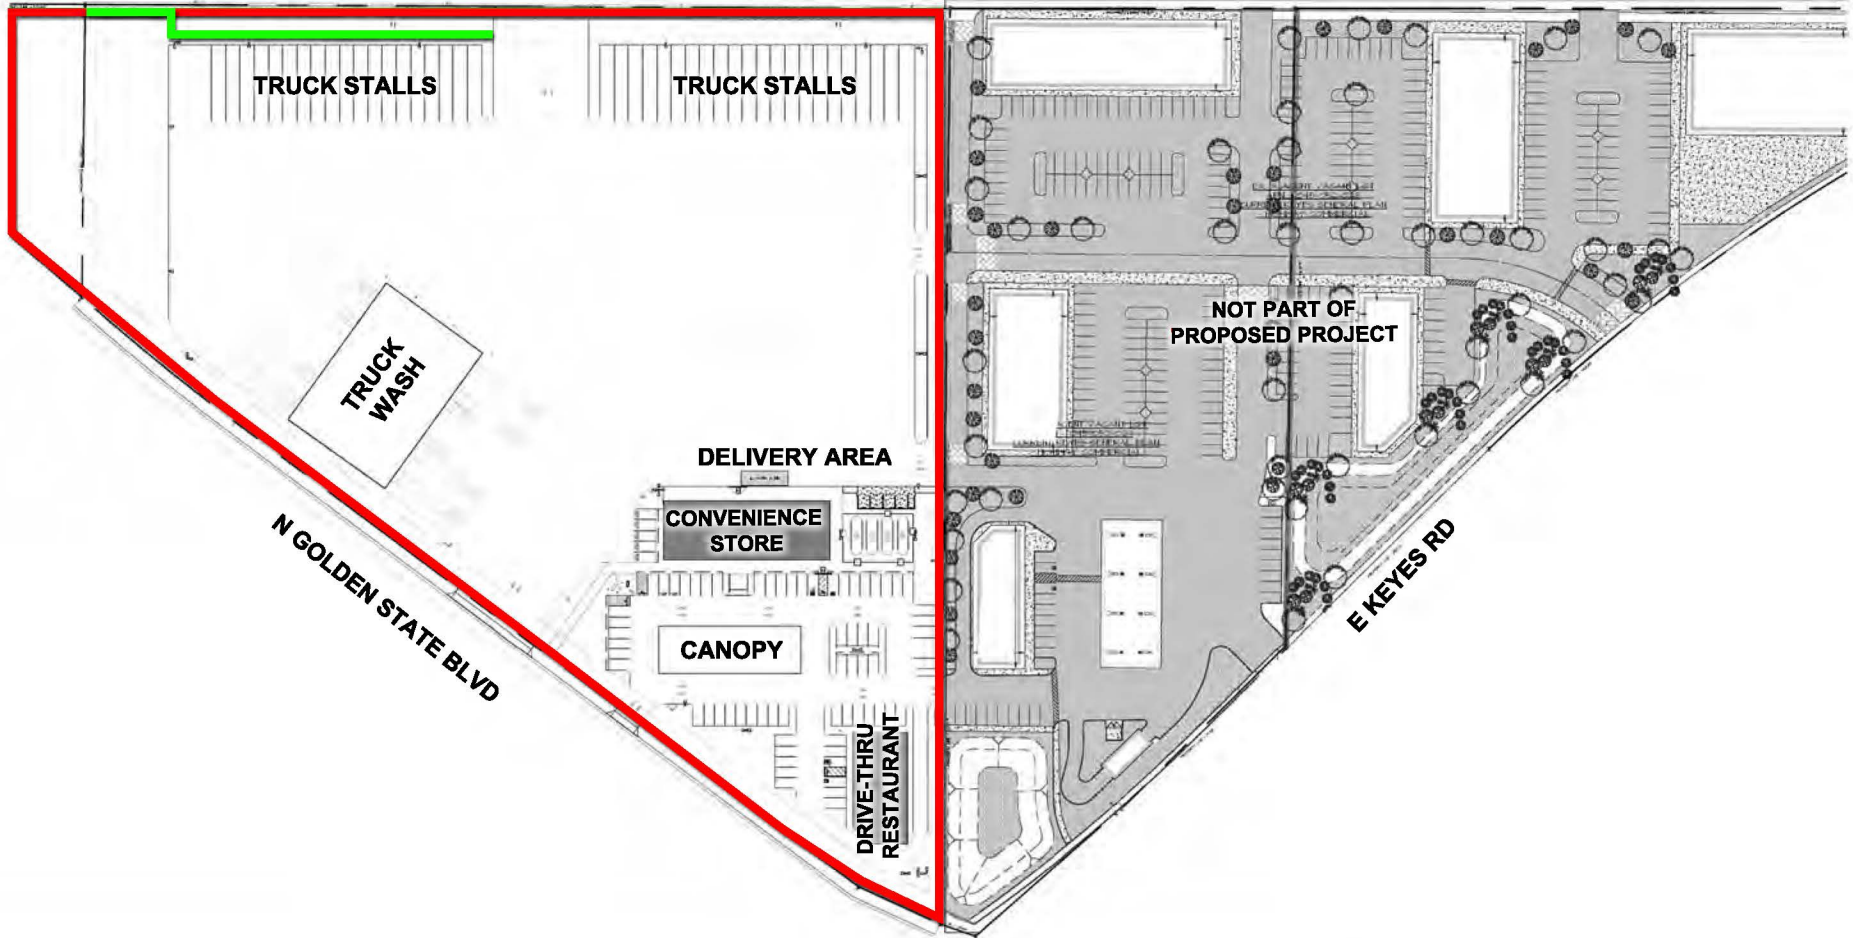 TRUCK STALLS
TRUCK STALLS
NOT PART OF
PROPOSED PROJECT
TRUCK
WASH
DELIVERY AREA
CONVENIENCE
STORE
N GOLDEN STATE BLVD
E KEYES RD
CANOPY
DRIVE-THRU
RESTAURANT